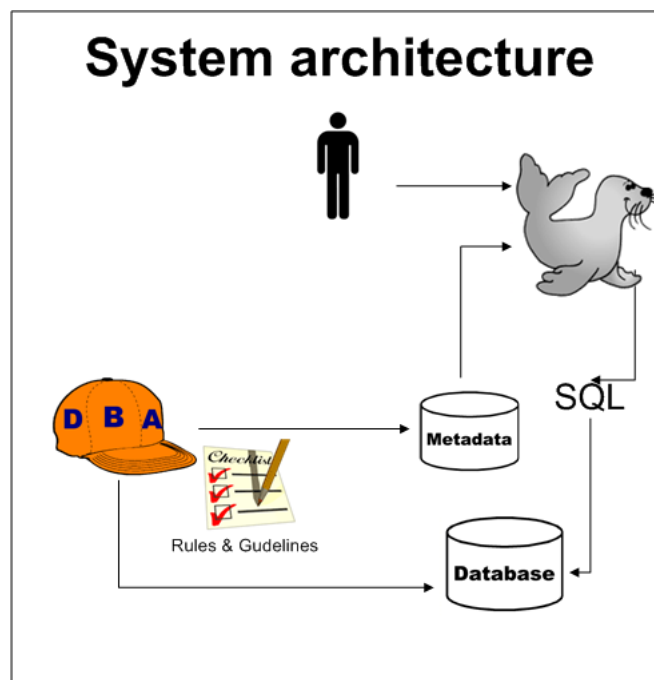 System architecture
SQL
D B A
Metadata
Checklist
Rules & Gudelines
Database